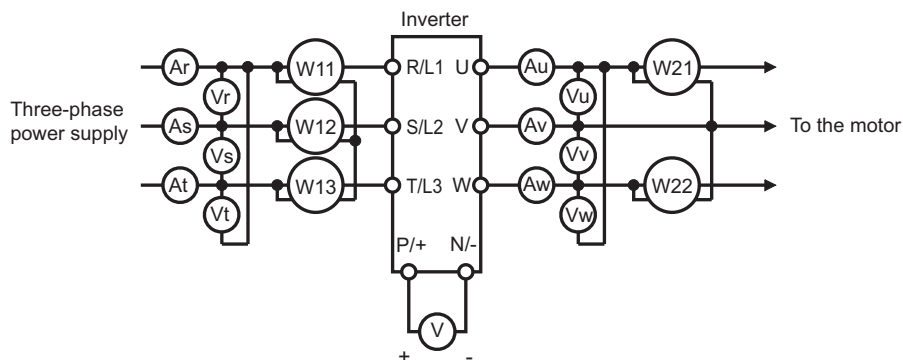 Inverter
Ar W11 R/L1 U Au W21
Vr Vu
Three-phase
power supply
As W12 S/L2 V Av To the motor
Vs Vv
At W13 T/L3 W Aw W22
Vt Vw
P/+ N/-
V
+ -